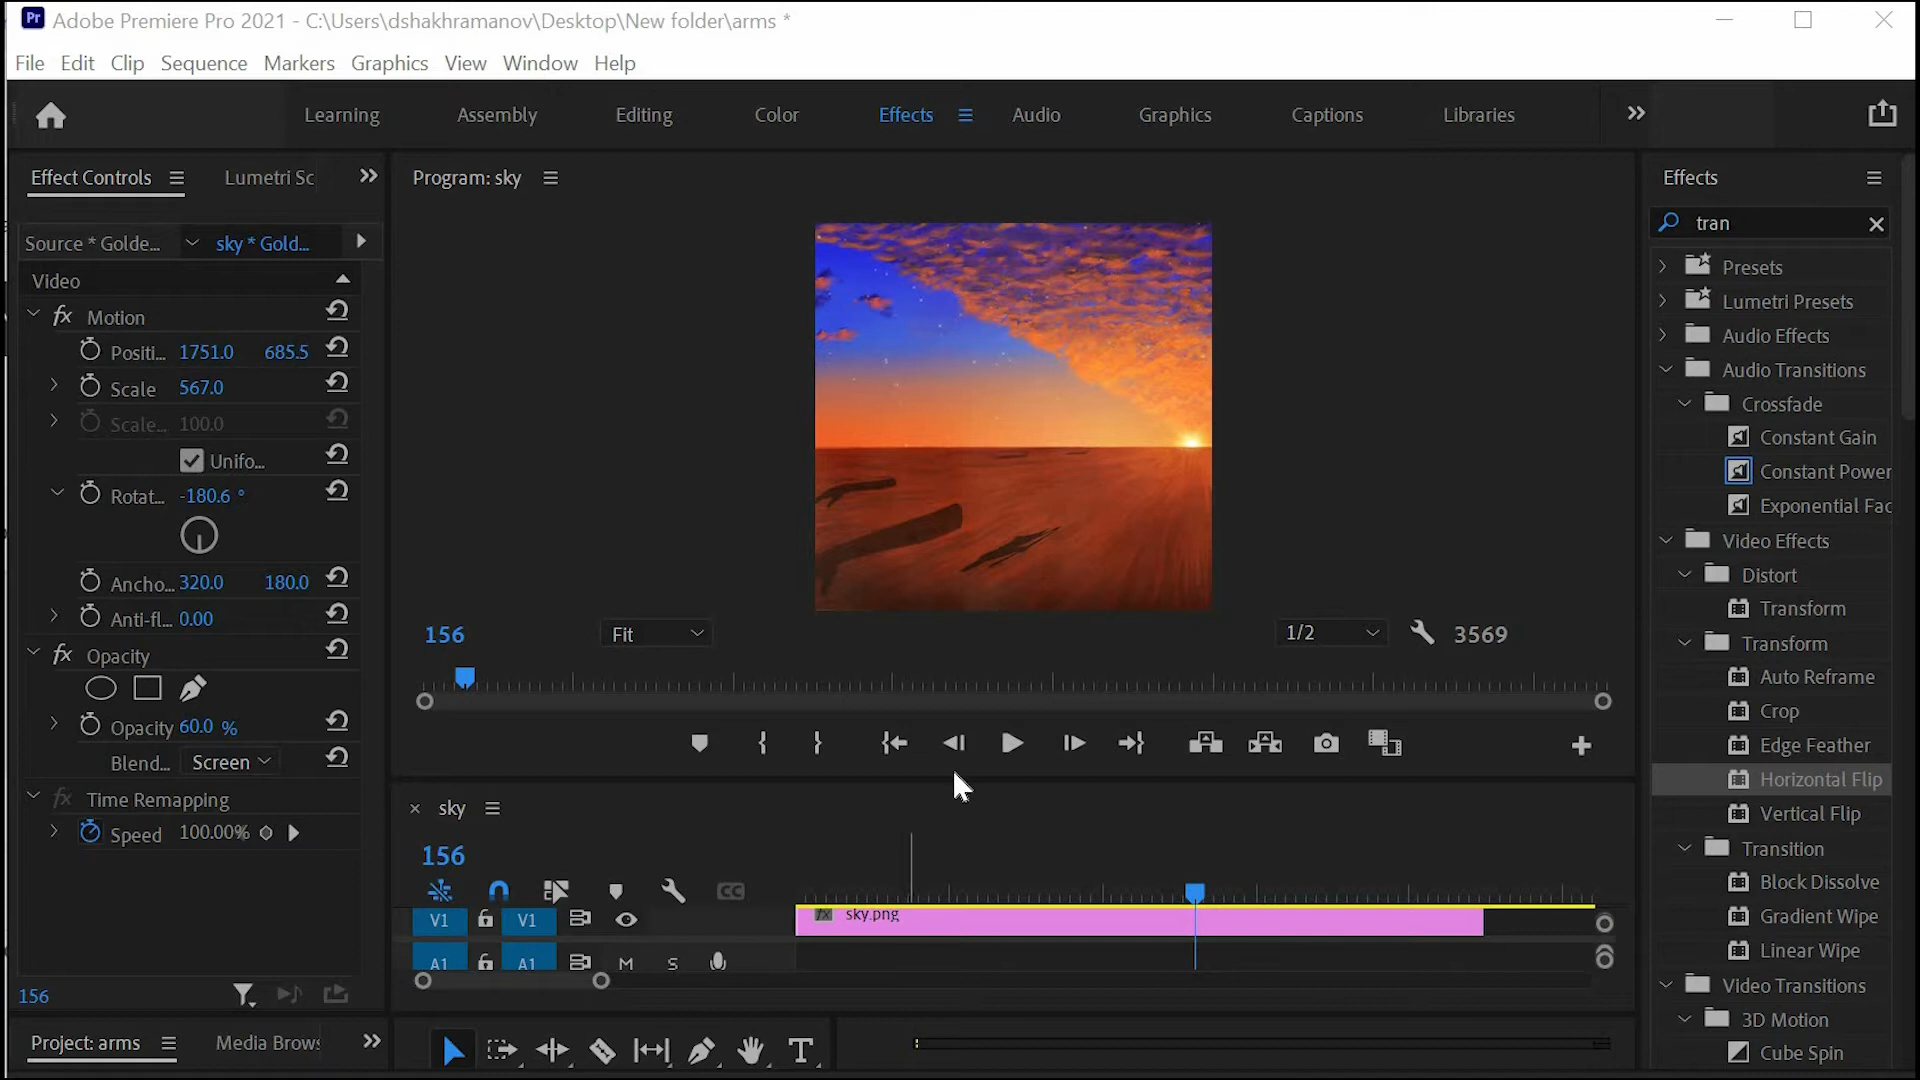 Pr Adobe Premiere Pro 2021 - C:\Users\dshakhramanov\Desktop\New folder\arms *
File Edit Clip Sequence Markers Graphics View Window Help
Learning Assembly Editing Color Effects Audio Graphics Captions Libraries
Effect Controls Lumetri Sc
Source * Golde... sky * Gold...
Video
fx Motion
Positi... 1751.0 685.5
Scale 567.0
Scale... 100.0
Unifo...
Rotat... -180.6 °
Ancho... 320.0 180.0
Anti-fl... 0.00
fx Opacity
Opacity 60.0 %
Blend... Screen
fx Time Remapping
Speed 100.00%
156
Project: arms Media Brows
Program: sky
156 Fit 1/2 3569
sky
156
CC
V1 V1 fx sky.png
A1 A1 M S
T
Effects
tran
Presets
Lumetri Presets
Audio Effects
Audio Transitions
Crossfade
Constant Gain
Constant Power
Exponential Fac
Video Effects
Distort
Transform
Transform
Auto Reframe
Crop
Edge Feather
Horizontal Flip
Vertical Flip
Transition
Block Dissolve
Gradient Wipe
Linear Wipe
Video Transitions
3D Motion
Cube Spin